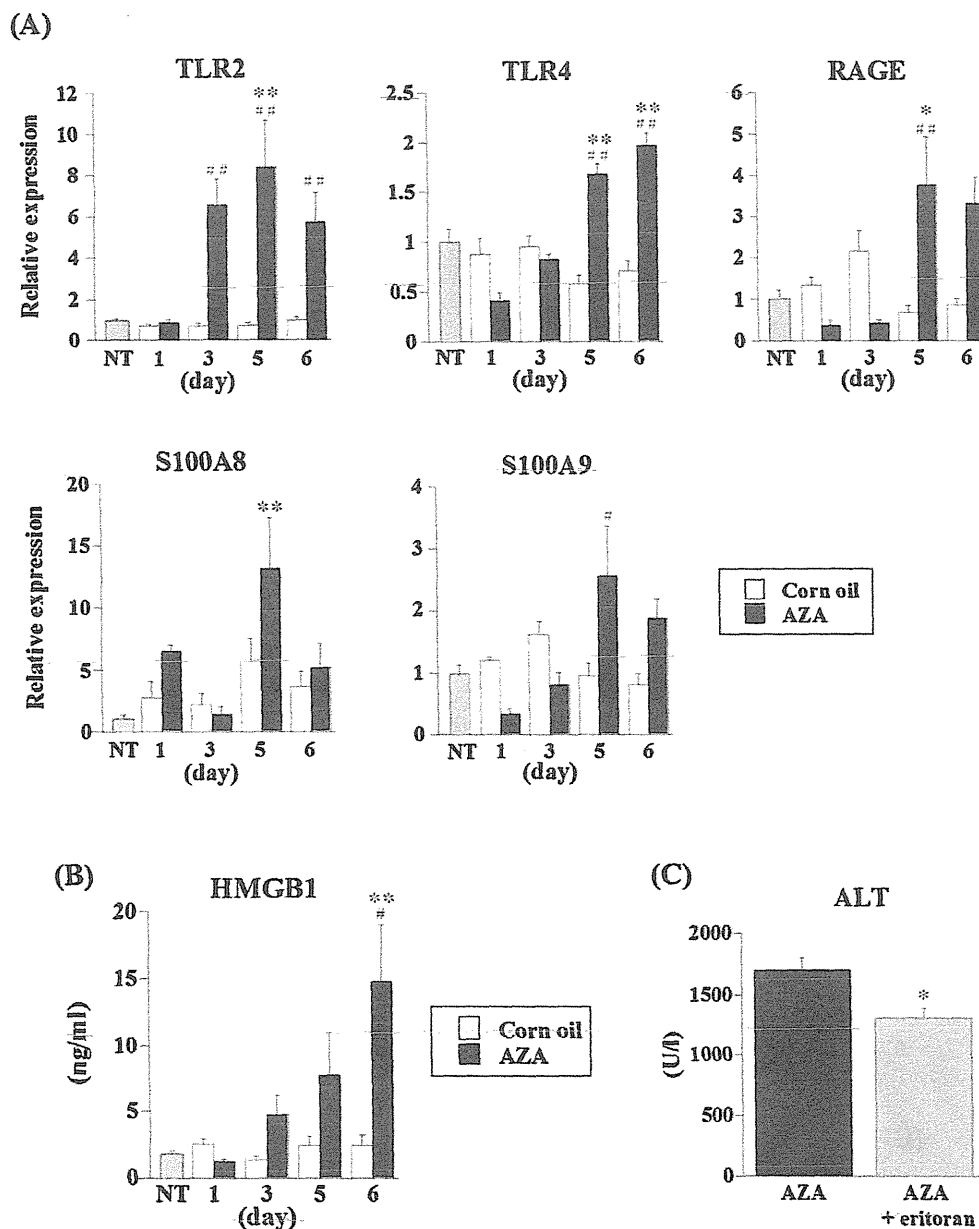 (A)
TLR2
TLR4
RAGE
Relative expression
12
10
8
6
4
2
0
##
**
##
##
NT 1 3 5 6
(day)
2.5
2
1.5
1
0.5
0
**
##
**
##
NT 1 3 5 6
(day)
6
5
4
3
2
1
0
*
##
NT 1 3 5 6
(day)
S100A8
S100A9
Relative expression
20
15
10
5
0
**
NT 1 3 5 6
(day)
4
3
2
1
0
#
NT 1 3 5 6
(day)
Corn oil
AZA
(B)
HMGB1
(ng/ml)
20
15
10
5
0
**
#
NT 1 3 5 6
(day)
Corn oil
AZA
(C)
ALT
(U/l)
2000
1500
1000
500
0
*
AZA
AZA
+ eritoran